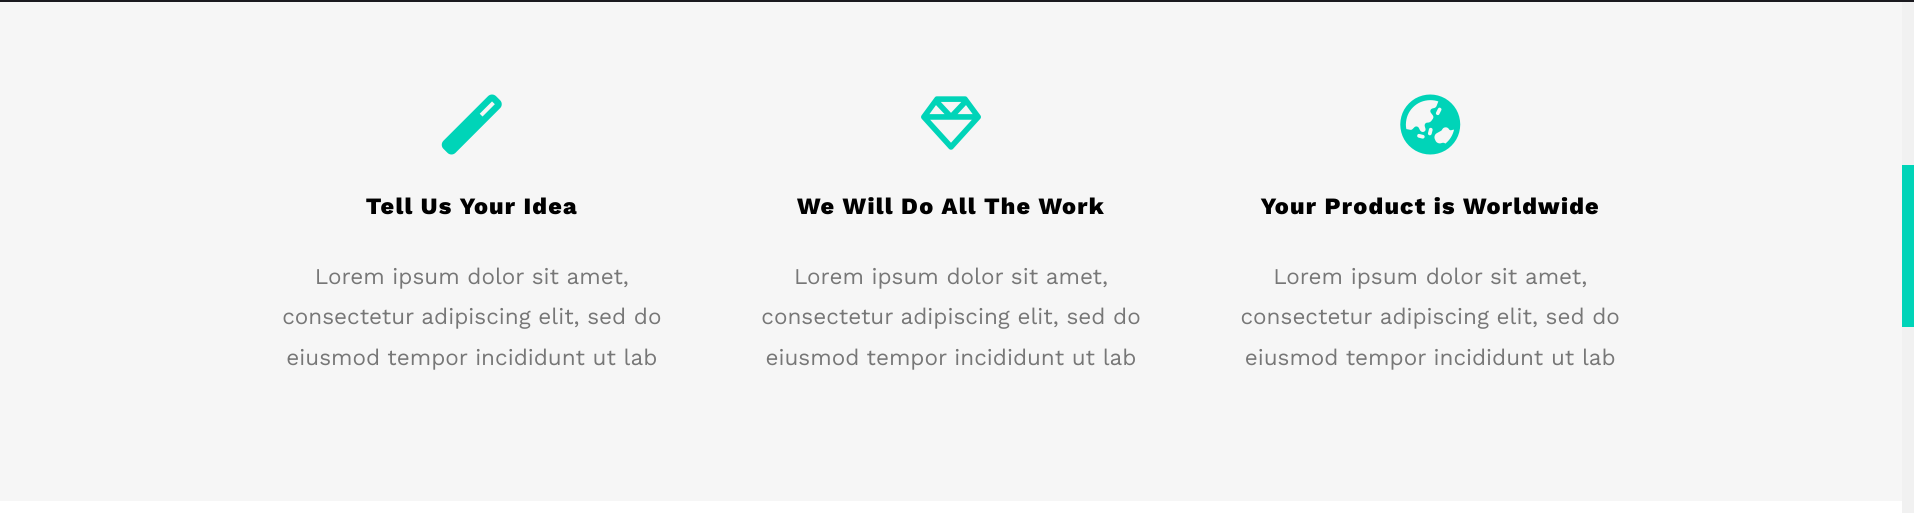 Tell Us Your Idea
Lorem ipsum dolor sit amet,
consectetur adipiscing elit, sed do
eiusmod tempor incididunt ut lab
We Will Do All The Work
Lorem ipsum dolor sit amet,
consectetur adipiscing elit, sed do
eiusmod tempor incididunt ut lab
Your Product is Worldwide
Lorem ipsum dolor sit amet,
consectetur adipiscing elit, sed do
eiusmod tempor incididunt ut lab